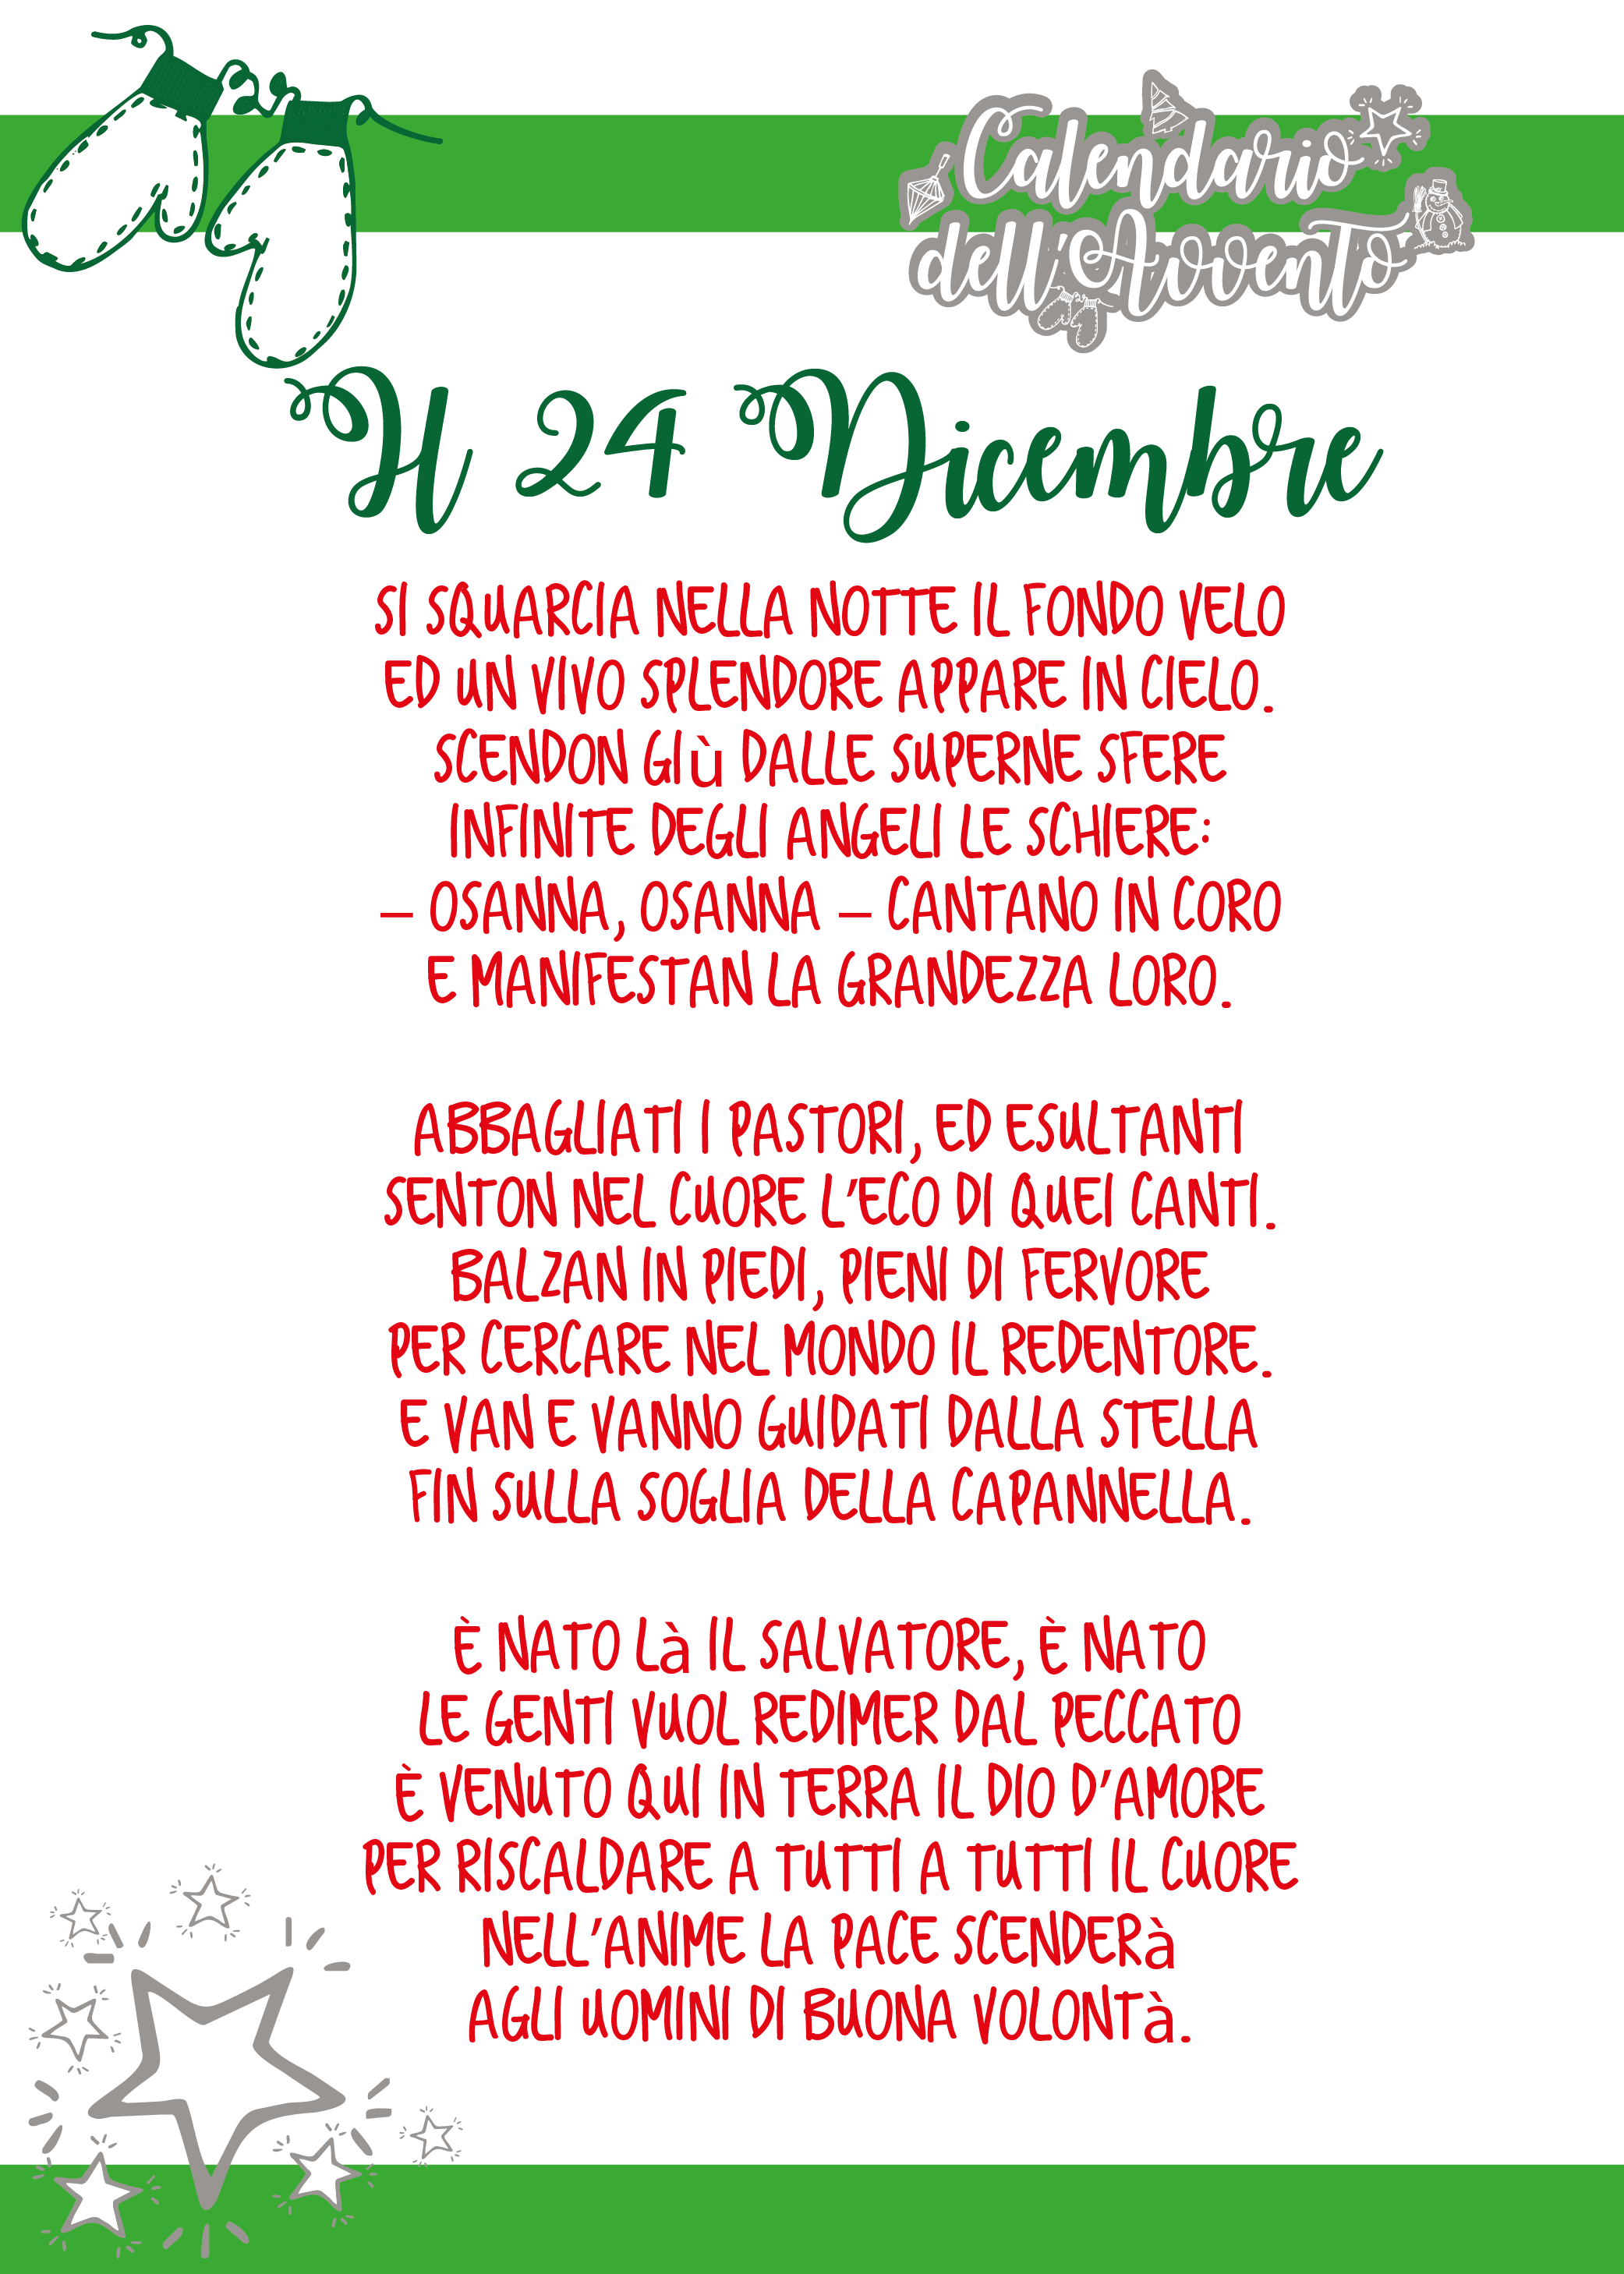 Calendario
dell'Avvento
Il 24 Dicembre
SI SQUARCIA NELLA NOTTE IL FONDO VELO
ED UN VIVO SPLENDORE APPARE IN CIELO.
SCENDON GIÙ DALLE SUPERNE SFERE
INFINITE DEGLI ANGELI LE SCHIERE:
– OSANNA, OSANNA – CANTANO IN CORO
E MANIFESTAN LA GRANDEZZA LORO.
ABBAGLIATI I PASTORI, ED ESULTANTI
SENTON NEL CUORE L'ECO DI QUEI CANTI.
BALZAN IN PIEDI, PIENI DI FERVORE
PER CERCARE NEL MONDO IL REDENTORE.
E VAN E VANNO GUIDATI DALLA STELLA
FIN SULLA SOGLIA DELLA CAPANNELLA.
È NATO LÀ IL SALVATORE, È NATO
LE GENTI VUOL REDIMER DAL PECCATO
È VENUTO QUI IN TERRA IL DIO D'AMORE
PER RISCALDARE A TUTTI A TUTTI IL CUORE
NELL'ANIME LA PACE SCENDERÀ
AGLI UOMINI DI BUONA VOLONTÀ.